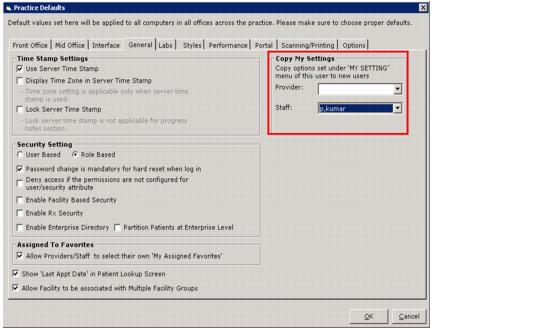 Practice Defaults
Default values set here will be applied to all computers in all offices across the practice. Please make sure to choose proper defaults.
Front Office Mid Office Interface General Labs Styles Performance Portal Scanning/Printing Options
Time Stamp Settings
Use Server Time Stamp
Display Time Zone in Server Time Stamp
- Time zone setting is applicable only when server time
stamp is used.
Lock Server Time Stamp
- Lock server time stamp is not applicable for progress
notes section.
Security Setting
User Based Role Based
Password change is mandatory for hard reset when log in
Deny access if the permissions are not configured for
user/security attribute
Enable Facility Based Security
Enable Rx Security
Enable Enterprise Directory Partition Patients at Enterprise Level
Assigned To Favorites
Allow Providers/Staff to select their own 'My Assigned Favorites'
Show 'Last Appt Date' in Patient Lookup Screen
Allow Facility to be associated with Multiple Facility Groups
Copy My Settings
Copy options set under 'MY SETTING'
menu of this user to new users
Provider:
Staff: p,kumar
OK Cancel